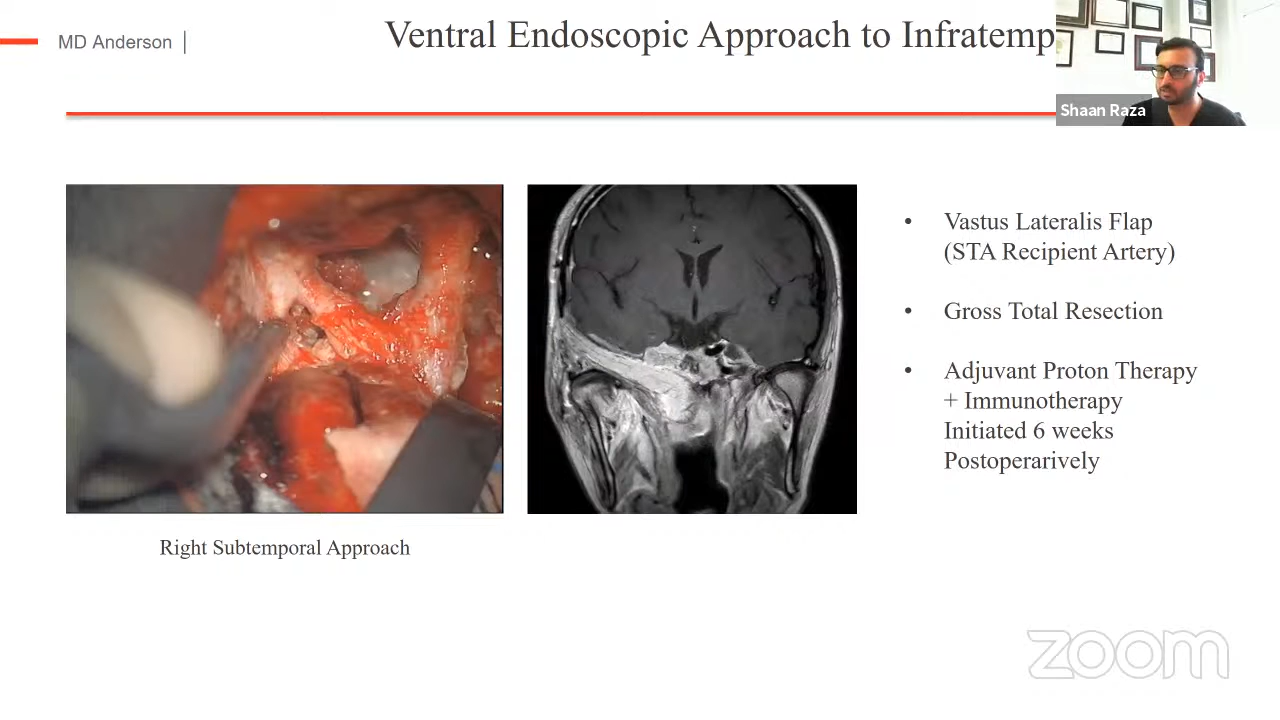 MD Anderson
Ventral Endoscopic Approach to Infratemp
Shaan Raza
• Vastus Lateralis Flap
(STA Recipient Artery)
• Gross Total Resection
• Adjuvant Proton Therapy
+ Immunotherapy
Initiated 6 weeks
Postoperarively
Right Subtemporal Approach
zoom